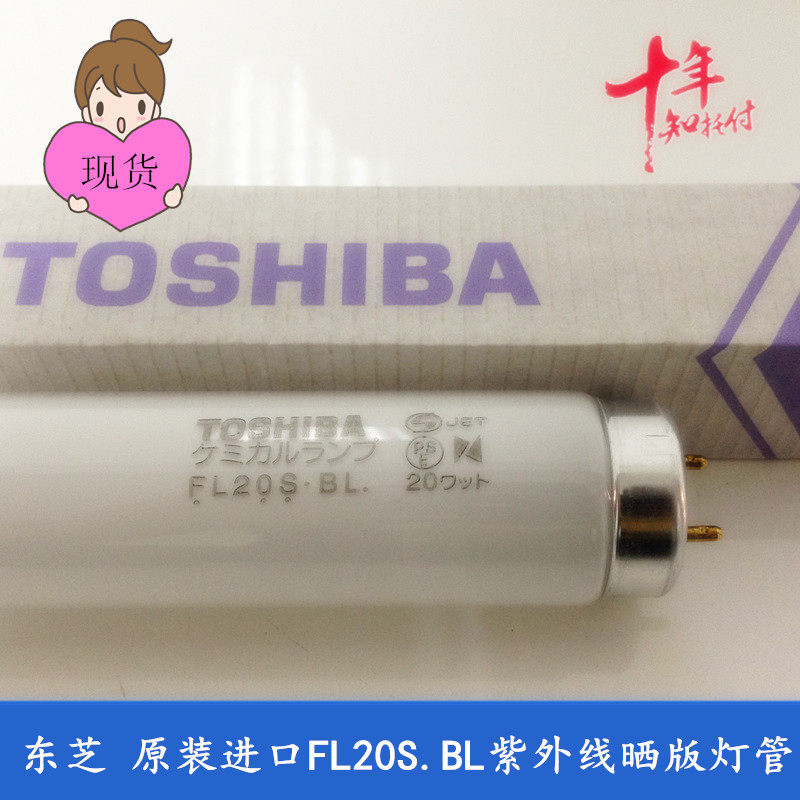 现货
十年
知托付
TOSHIBA
TOSHIBA
ケミカルランプ
FL20S·BL.
JET
PS
E
20ワット
东芝 原装进口FL20S.BL紫外线晒版灯管